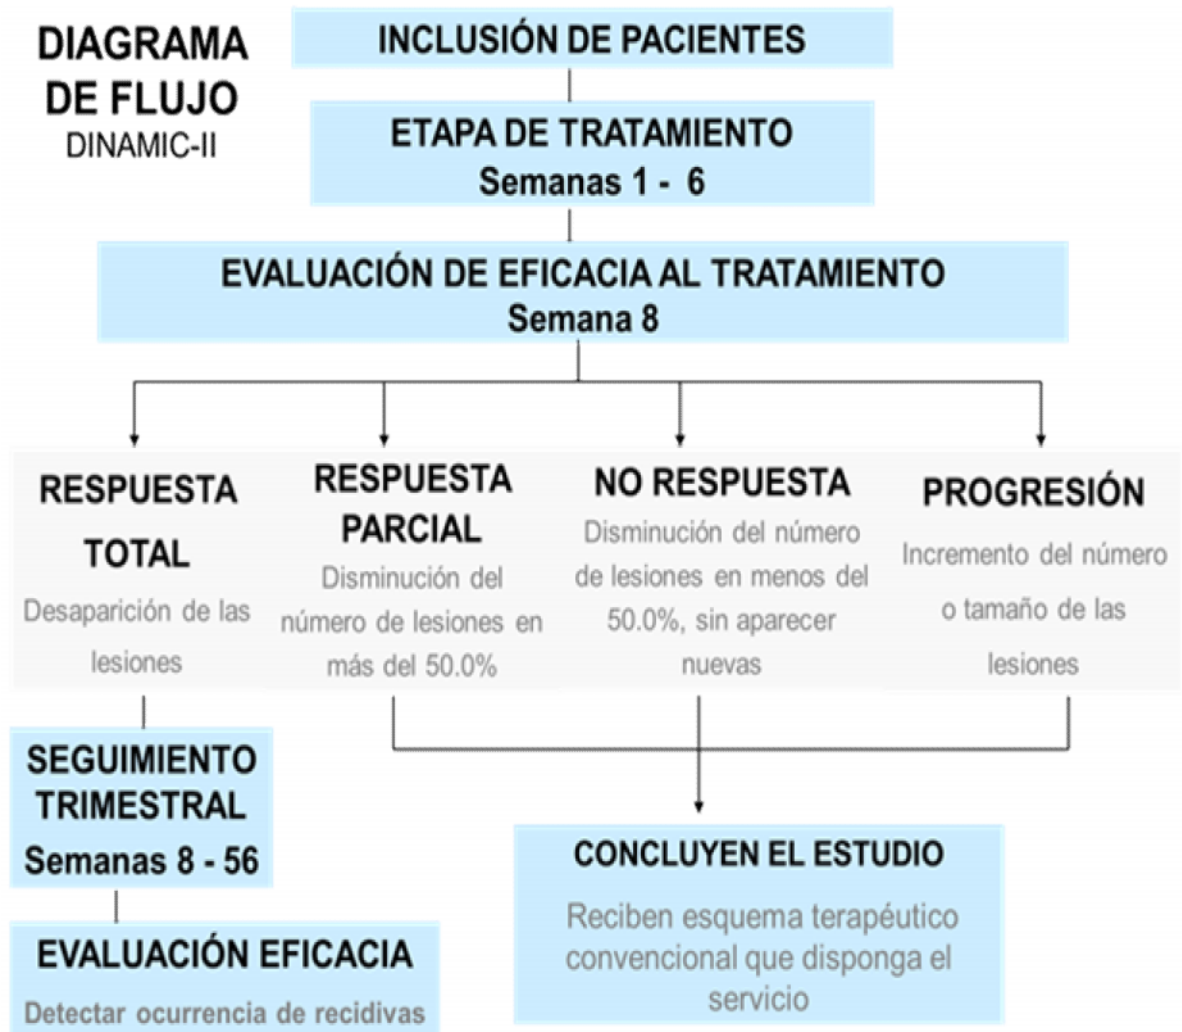 DIAGRAMA
DE FLUJO
DINAMIC-II
INCLUSIÓN DE PACIENTES
ETAPA DE TRATAMIENTO
Semanas 1 - 6
EVALUACIÓN DE EFICACIA AL TRATAMIENTO
Semana 8
RESPUESTA
TOTAL
Desaparición de las
lesiones
RESPUESTA
PARCIAL
Disminución del
número de lesiones en
más del 50.0%
NO RESPUESTA
Disminución del número
de lesiones en menos del
50.0%, sin aparecer
nuevas
PROGRESIÓN
Incremento del número
o tamaño de las
lesiones
SEGUIMIENTO
TRIMESTRAL
Semanas 8 - 56
EVALUACIÓN EFICACIA
Detectar ocurrencia de recidivas
CONCLUYEN EL ESTUDIO
Reciben esquema terapéutico
convencional que disponga el
servicio